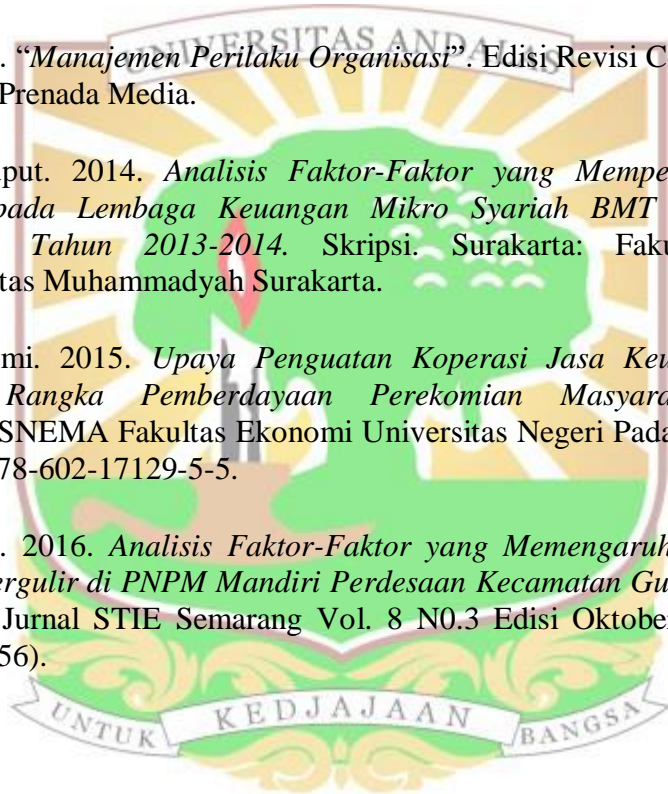 UNIVERSITAS ANDALAS
. “Manajemen Perilaku Organisasi”. Edisi Revisi C
Prenada Media.
put. 2014. Analisis Faktor-Faktor yang Mempe
pada Lembaga Keuangan Mikro Syariah BMT
Tahun 2013-2014. Skripsi. Surakarta: Faku
tas Muhammadyah Surakarta.
mi. 2015. Upaya Penguatan Koperasi Jasa Keu
Rangka Pemberdayaan Perekomian Masyara
SNEMA Fakultas Ekonomi Universitas Negeri Pada
78-602-17129-5-5.
. 2016. Analisis Faktor-Faktor yang Memengaruh
ergulir di PNPM Mandiri Perdesaan Kecamatan Gu
Jurnal STIE Semarang Vol. 8 N0.3 Edisi Oktober
56).
UNTUK KEDJAJAAN BANGSA